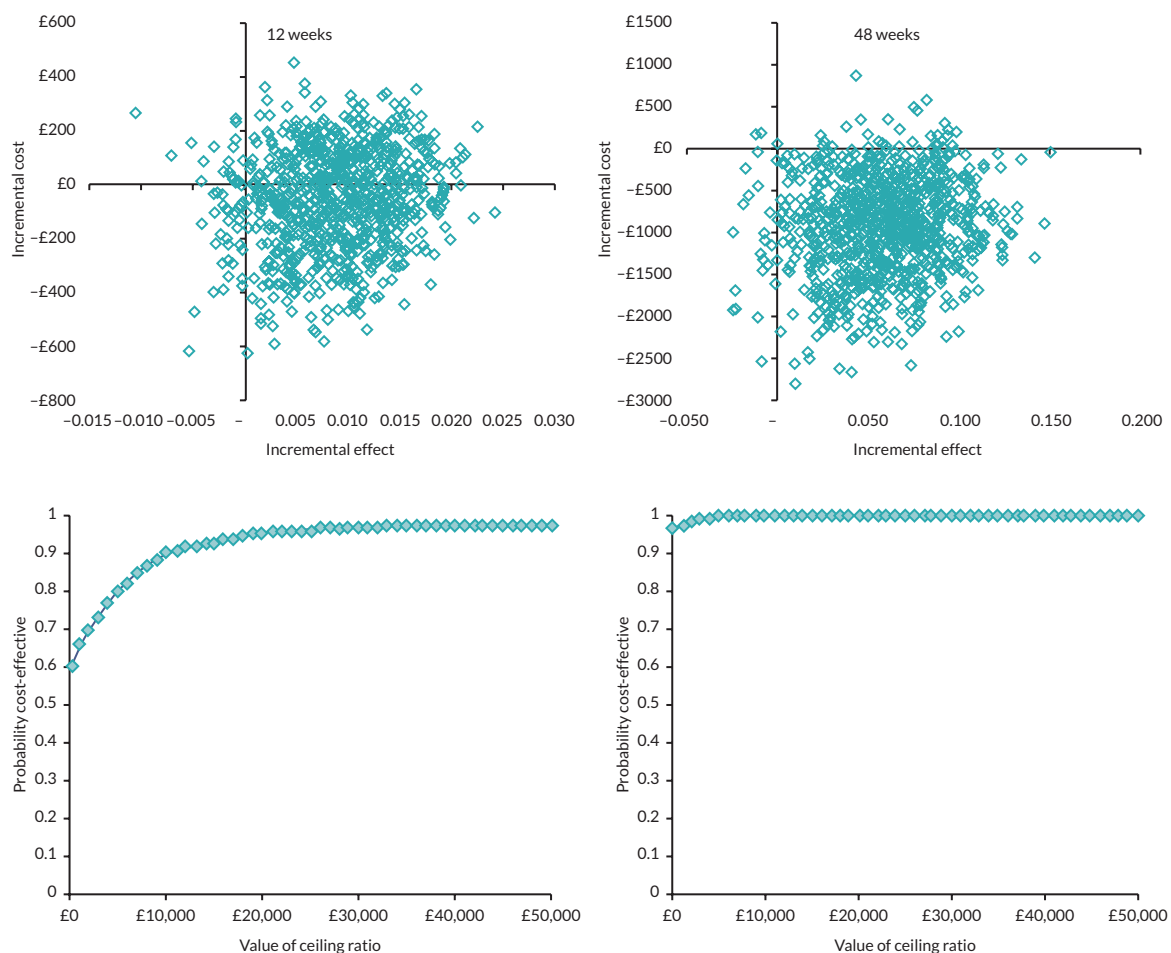 12 weeks
£600
£400
£200
£0
–£200
–£400
–£600
–£800
Incremental cost
–0.015 –0.010 –0.005 – 0.005 0.010 0.015 0.020 0.025 0.030
Incremental effect
48 weeks
£1500
£1000
£500
£0
–£500
–£1000
–£1500
–£2000
–£2500
–£3000
Incremental cost
–0.050 – 0.050 0.100 0.150 0.200
Incremental effect
1
0.9
0.8
0.7
0.6
0.5
0.4
0.3
0.2
0.1
0
Probability cost-effective
£0 £10,000 £20,000 £30,000 £40,000 £50,000
Value of ceiling ratio
1
0.9
0.8
0.7
0.6
0.5
0.4
0.3
0.2
0.1
0
Probability cost-effective
£0 £10,000 £20,000 £30,000 £40,000 £50,000
Value of ceiling ratio